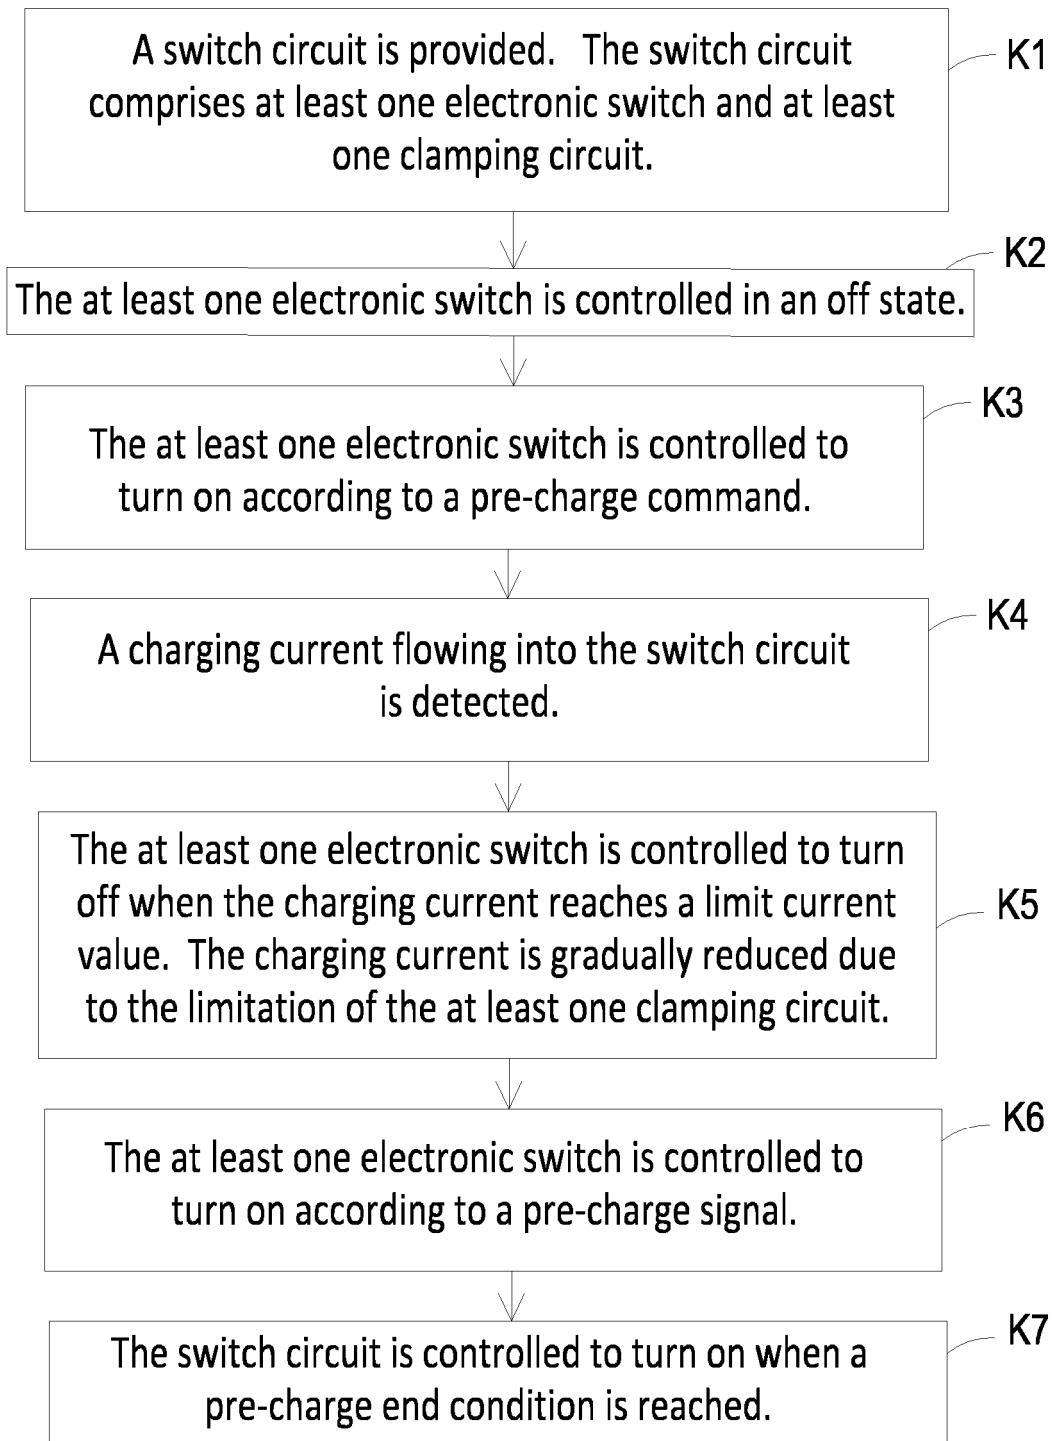 A switch circuit is provided.   The switch circuit
comprises at least one electronic switch and at least
one clamping circuit.
K1
K2
The at least one electronic switch is controlled in an off state.
K3
The at least one electronic switch is controlled to
turn on according to a pre-charge command.
K4
A charging current flowing into the switch circuit
is detected.
The at least one electronic switch is controlled to turn
off when the charging current reaches a limit current
value.  The charging current is gradually reduced due
to the limitation of the at least one clamping circuit.
K5
K6
The at least one electronic switch is controlled to
turn on according to a pre-charge signal.
K7
The switch circuit is controlled to turn on when a
pre-charge end condition is reached.